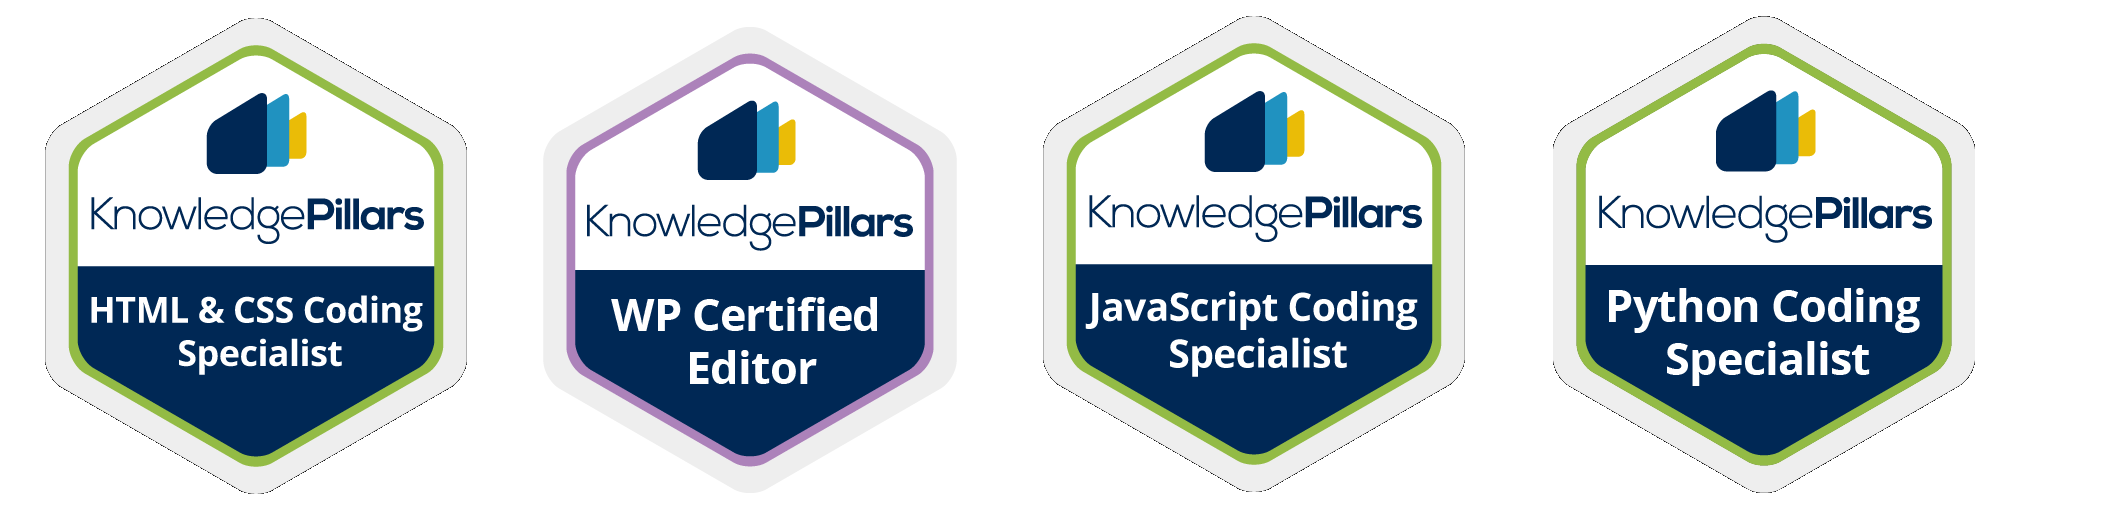 KnowledgePillars
HTML & CSS Coding
Specialist
KnowledgePillars
WP Certified
Editor
KnowledgePillars
JavaScript Coding
Specialist
KnowledgePillars
Python Coding
Specialist